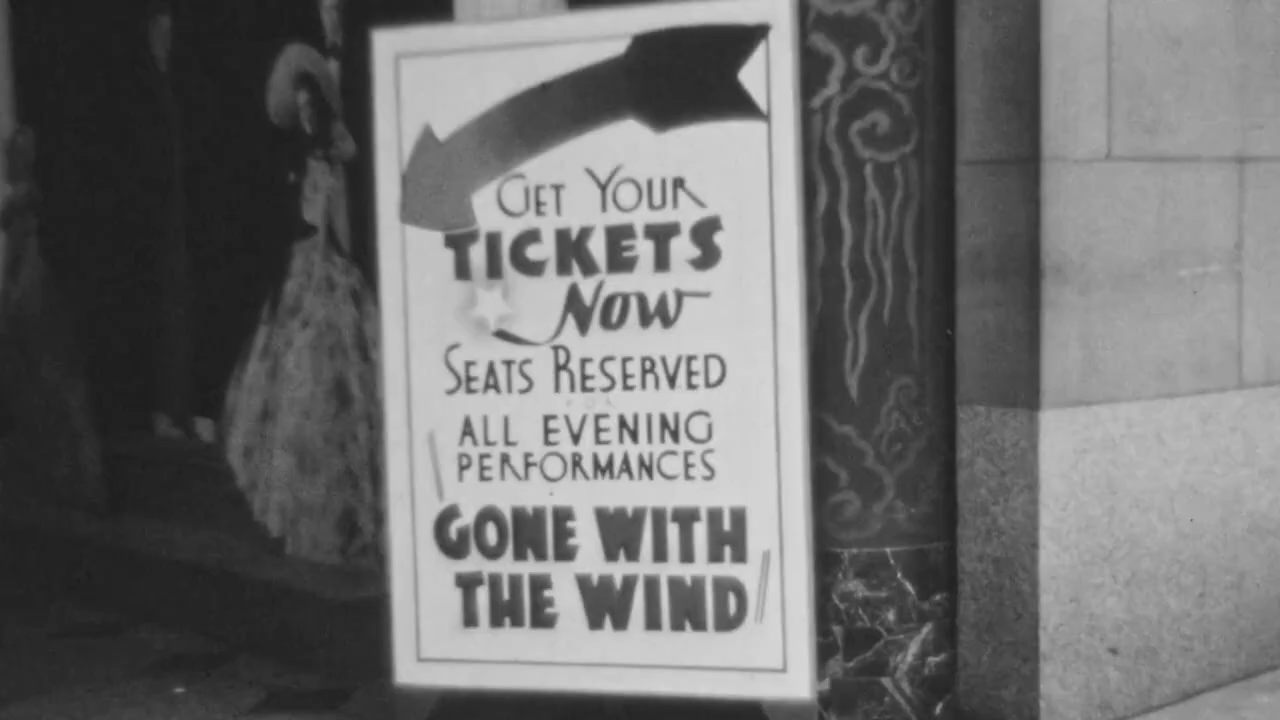 GET YOUR
TICKETS
Now
SEATS RESERVED
ALL EVENING
PERFORMANCES
GONE WITH
THE WIND